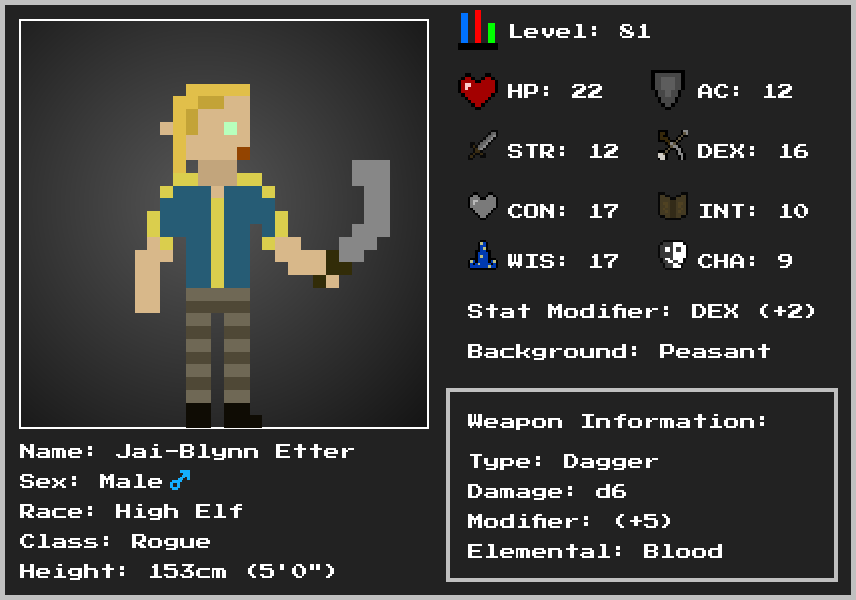 Level: 81
HP: 22
AC: 12
STR: 12
DEX: 16
CON: 17
INT: 10
WIS: 17
CHA: 9
Stat Modifier: DEX (+2)
Background: Peasant
Weapon Information:
Type: Dagger
Damage: d6
Modifier: (+5)
Elemental: Blood
Name: Jai-Blynn Etter
Sex: Male ♂
Race: High Elf
Class: Rogue
Height: 153cm (5'0")